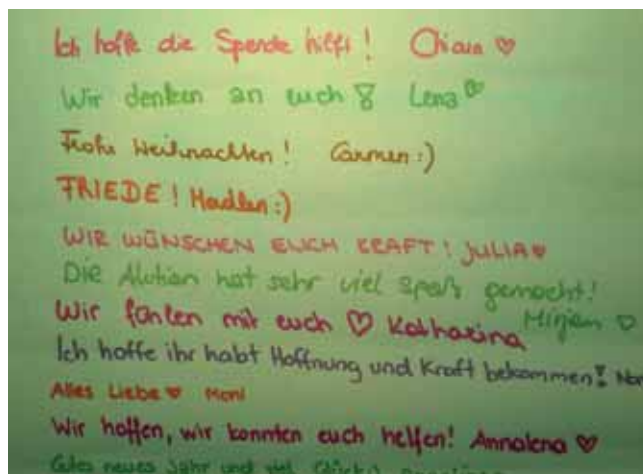 Ich hoffe die Spende hilft! Chiara ♡
Wir denken an euch! Lena ♡
Frohe Weihnachten! Carmen :)
FRIEDE! Madlen :)
WIR WÜNSCHEN EUCH KRAFT! JULIA ♥
Die Aktion hat sehr viel Spaß gemacht!
Mirjam ♡
Wir fühlen mit euch ♡ Katharina
Ich hoffe ihr habt Hoffnung und Kraft bekommen!
Alles Liebe ♥ Moni
Wir hoffen, wir konnten euch helfen! Annalena ♡
Gutes neues Jahr und viel Glück!